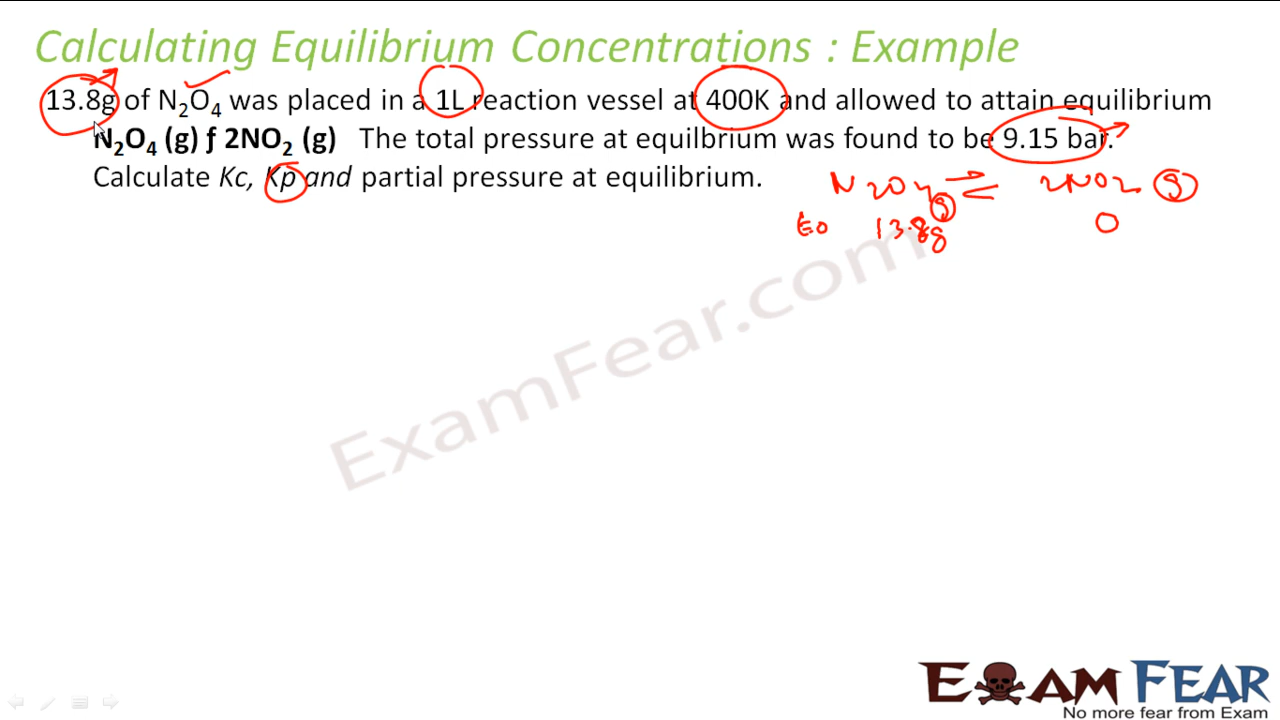 Calculating Equilibrium Concentrations : Example
13.8g of N₂O₄ was placed in a 1L reaction vessel at 400K and allowed to attain equilibrium
N₂O₄ (g) ƒ 2NO₂ (g) The total pressure at equilbrium was found to be 9.15 bar.
Calculate Kc, Kp and partial pressure at equilibrium.
N₂O₄ (g) ⇌ 2NO₂ (g)
t=0 13.8g 0
ExamFear.com
EXAM FEAR
No more fear from Exam